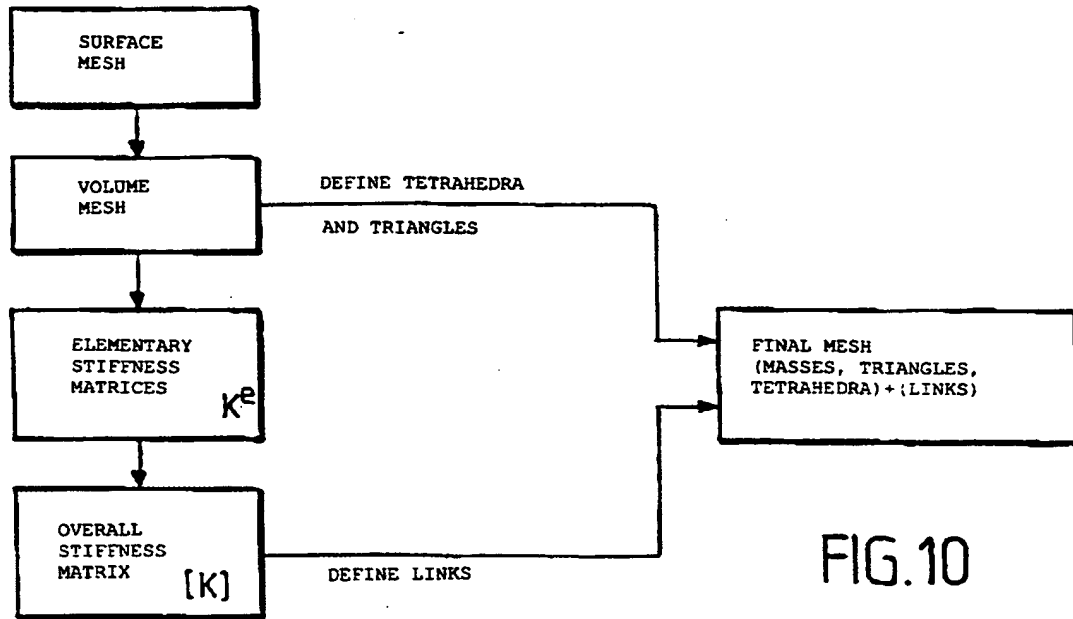 SURFACE
MESH
VOLUME
MESH
DEFINE TETRAHEDRA
AND TRIANGLES
ELEMENTARY
STIFFNESS
MATRICES
K^e
FINAL MESH
(MASSES, TRIANGLES,
TETRAHEDRA)+(LINKS)
OVERALL
STIFFNESS
MATRIX
[K]
DEFINE LINKS
FIG.10